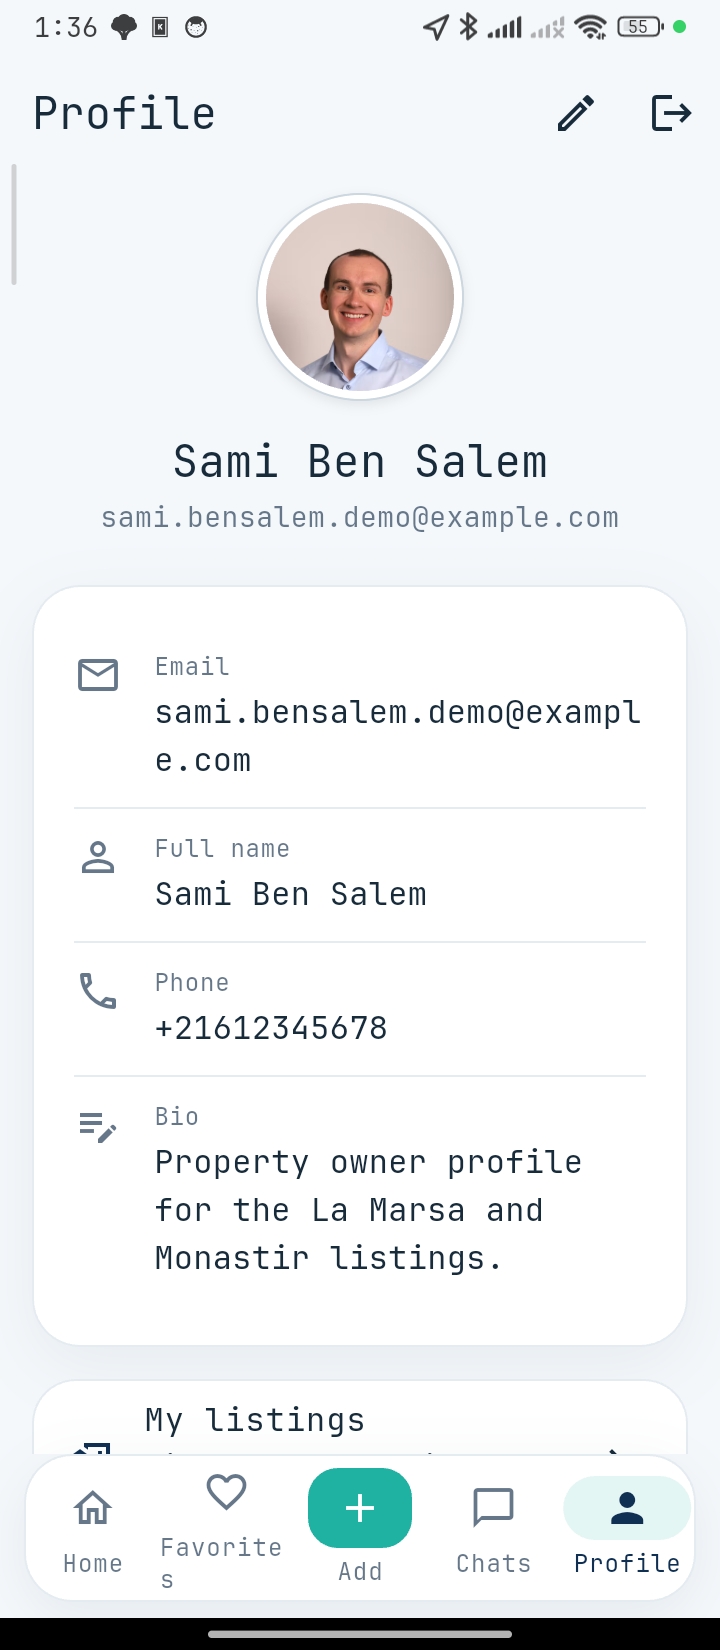 1:36
55
Profile
Sami Ben Salem
sami.bensalem.demo@example.com
Email
sami.bensalem.demo@exampl
e.com
Full name
Sami Ben Salem
Phone
+21612345678
Bio
Property owner profile
for the La Marsa and
Monastir listings.
My listings
Home
Favorite
s
Add
Chats
Profile